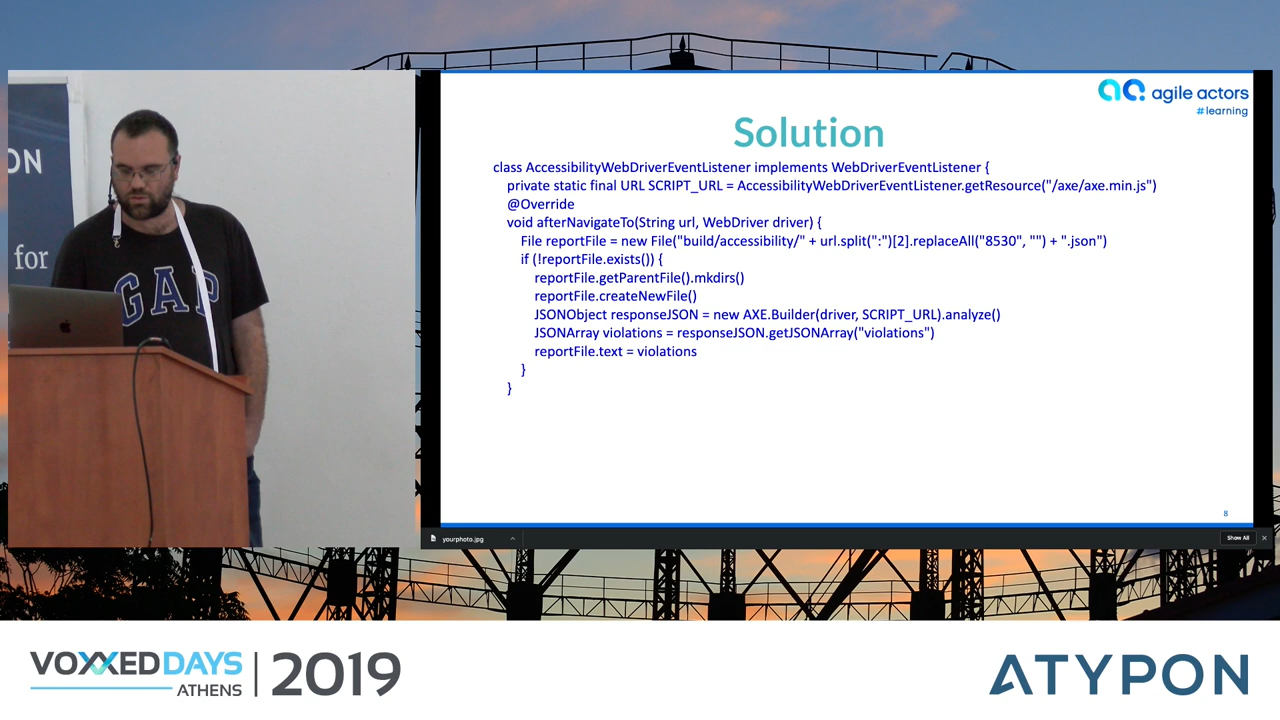 ON
for
GAP
agile actors
#learning
Solution
class AccessibilityWebDriverEventListener implements WebDriverEventListener {
private static final URL SCRIPT_URL = AccessibilityWebDriverEventListener.getResource("/axe/axe.min.js")
@Override
void afterNavigateTo(String url, WebDriver driver) {
File reportFile = new File("build/accessibility/" + url.split(":")[2].replaceAll("8530", "") + ".json")
if (!reportFile.exists()) {
reportFile.getParentFile().mkdirs()
reportFile.createNewFile()
JSONObject responseJSON = new AXE.Builder(driver, SCRIPT_URL).analyze()
JSONArray violations = responseJSON.getJSONArray("violations")
reportFile.text = violations
}
}
8
yourphoto.jpg
Show All
VOXXED DAYS
ATHENS
2019
ATYPON